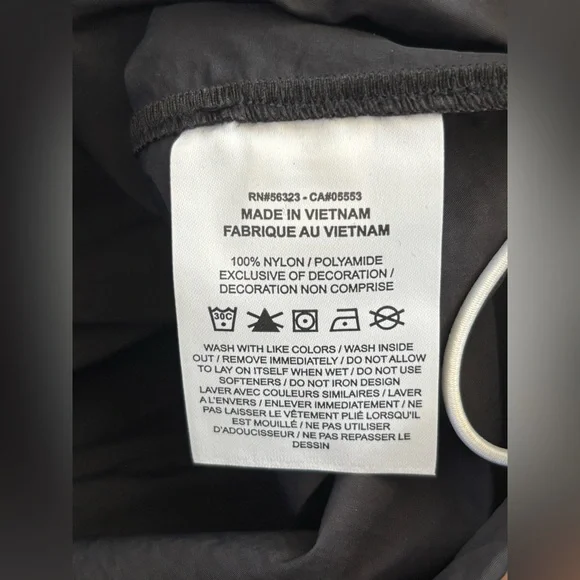 RN#56323 - CA#05553
MADE IN VIETNAM
FABRIQUE AU VIETNAM
100% NYLON / POLYAMIDE
EXCLUSIVE OF DECORATION /
DECORATION NON COMPRISE
30C
WASH WITH LIKE COLORS / WASH INSIDE
OUT / REMOVE IMMEDIATELY / DO NOT ALLOW
TO LAY ON ITSELF WHEN WET / DO NOT USE
SOFTENERS / DO NOT IRON DESIGN
LAVER AVEC COULEURS SIMILAIRES / LAVER
A L'ENVERS / ENLEVER IMMEDIATEMENT / NE
PAS LAISSER LE VÊTEMENT PLIÉ LORSQU'IL
EST MOUILLÉ / NE PAS UTILISER
D'ADOUCISSEUR / NE PAS REPASSER LE
DESSIN